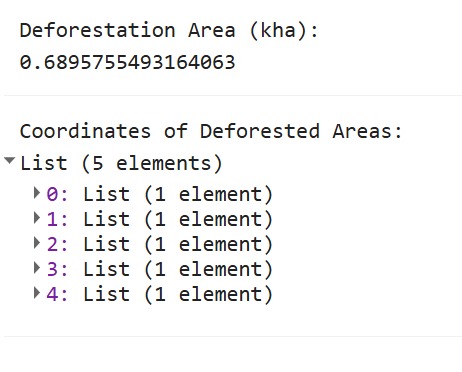 Deforestation Area (kha):
0.6895755493164063
Coordinates of Deforested Areas:
List (5 elements)
0: List (1 element)
1: List (1 element)
2: List (1 element)
3: List (1 element)
4: List (1 element)